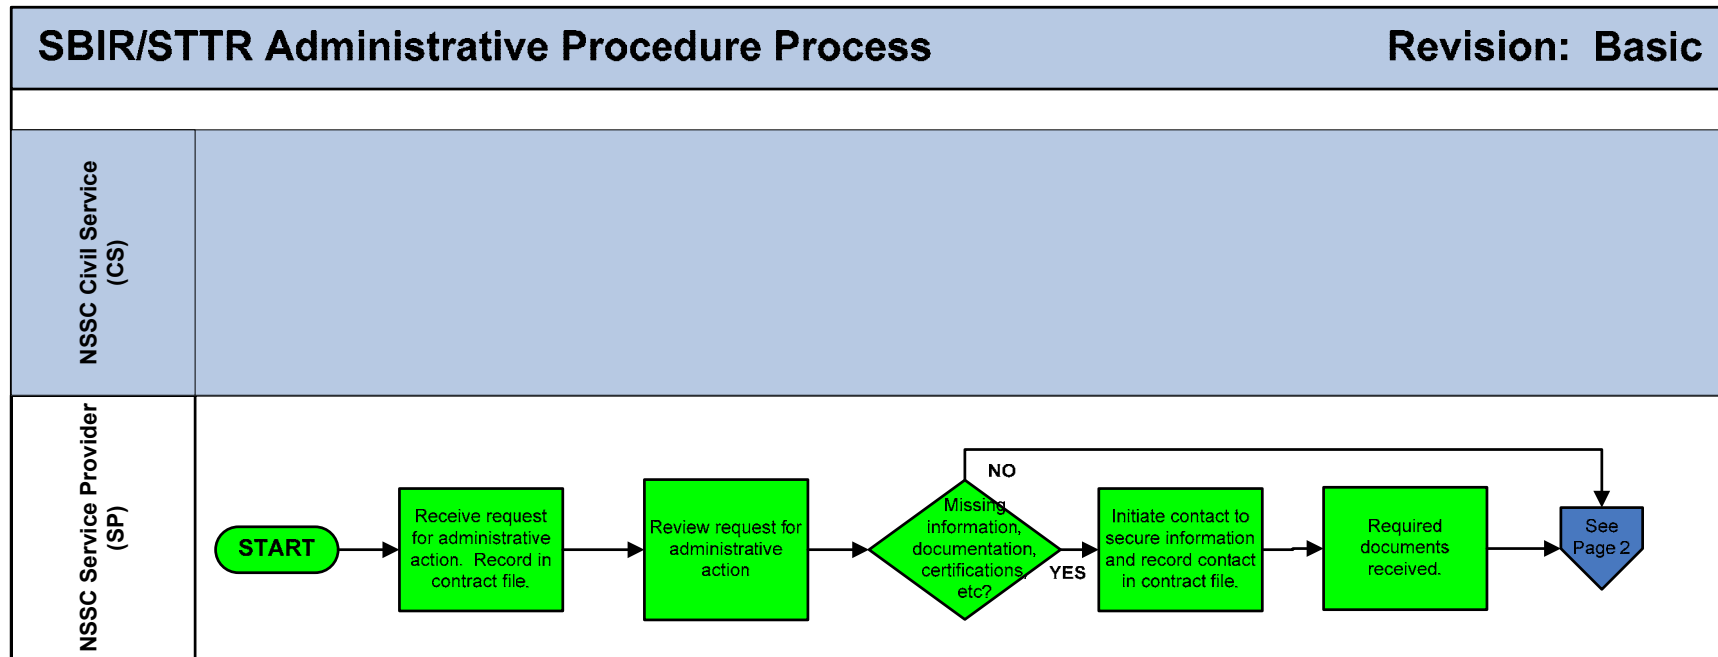 SBIR/STTR Administrative Procedure Process
Revision: Basic
NSSC Civil Service
(CS)
NSSC Service Provider
(SP)
START
Receive request
for administrative
action. Record in
contract file.
Review request for
administrative
action
Missing
information,
documentation,
certifications,
etc?
NO
YES
Initiate contact to
secure information
and record contact
in contract file.
Required
documents
received.
See
Page 2